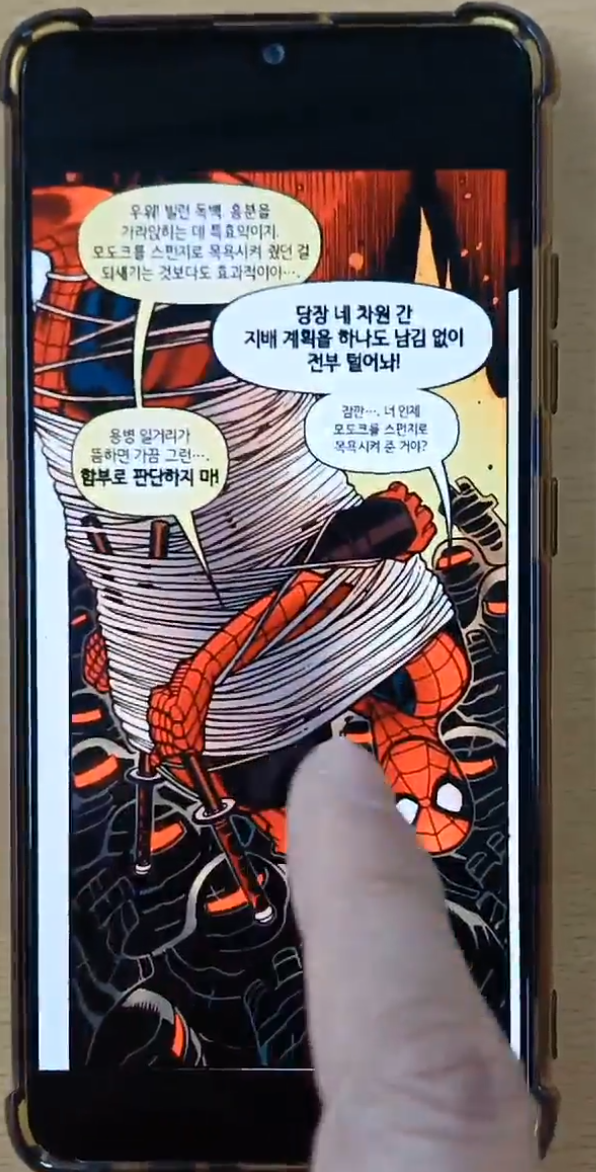 우워! 빌런 독백. 흥분을
가라앉히는 데 특효약이지.
모도크를 스펀지로 목욕시켜 줬던 걸
되새기는 것보다도 효과적이야….
당장 네 차원 간
지배 계획을 하나도 남김 없이
전부 털어놔!
잠깐…. 너 언제
모도크를 스펀지로
목욕시켜 준 거야?
용병 일거리가
뜸하면 가끔 그런….
함부로 판단하지 마!